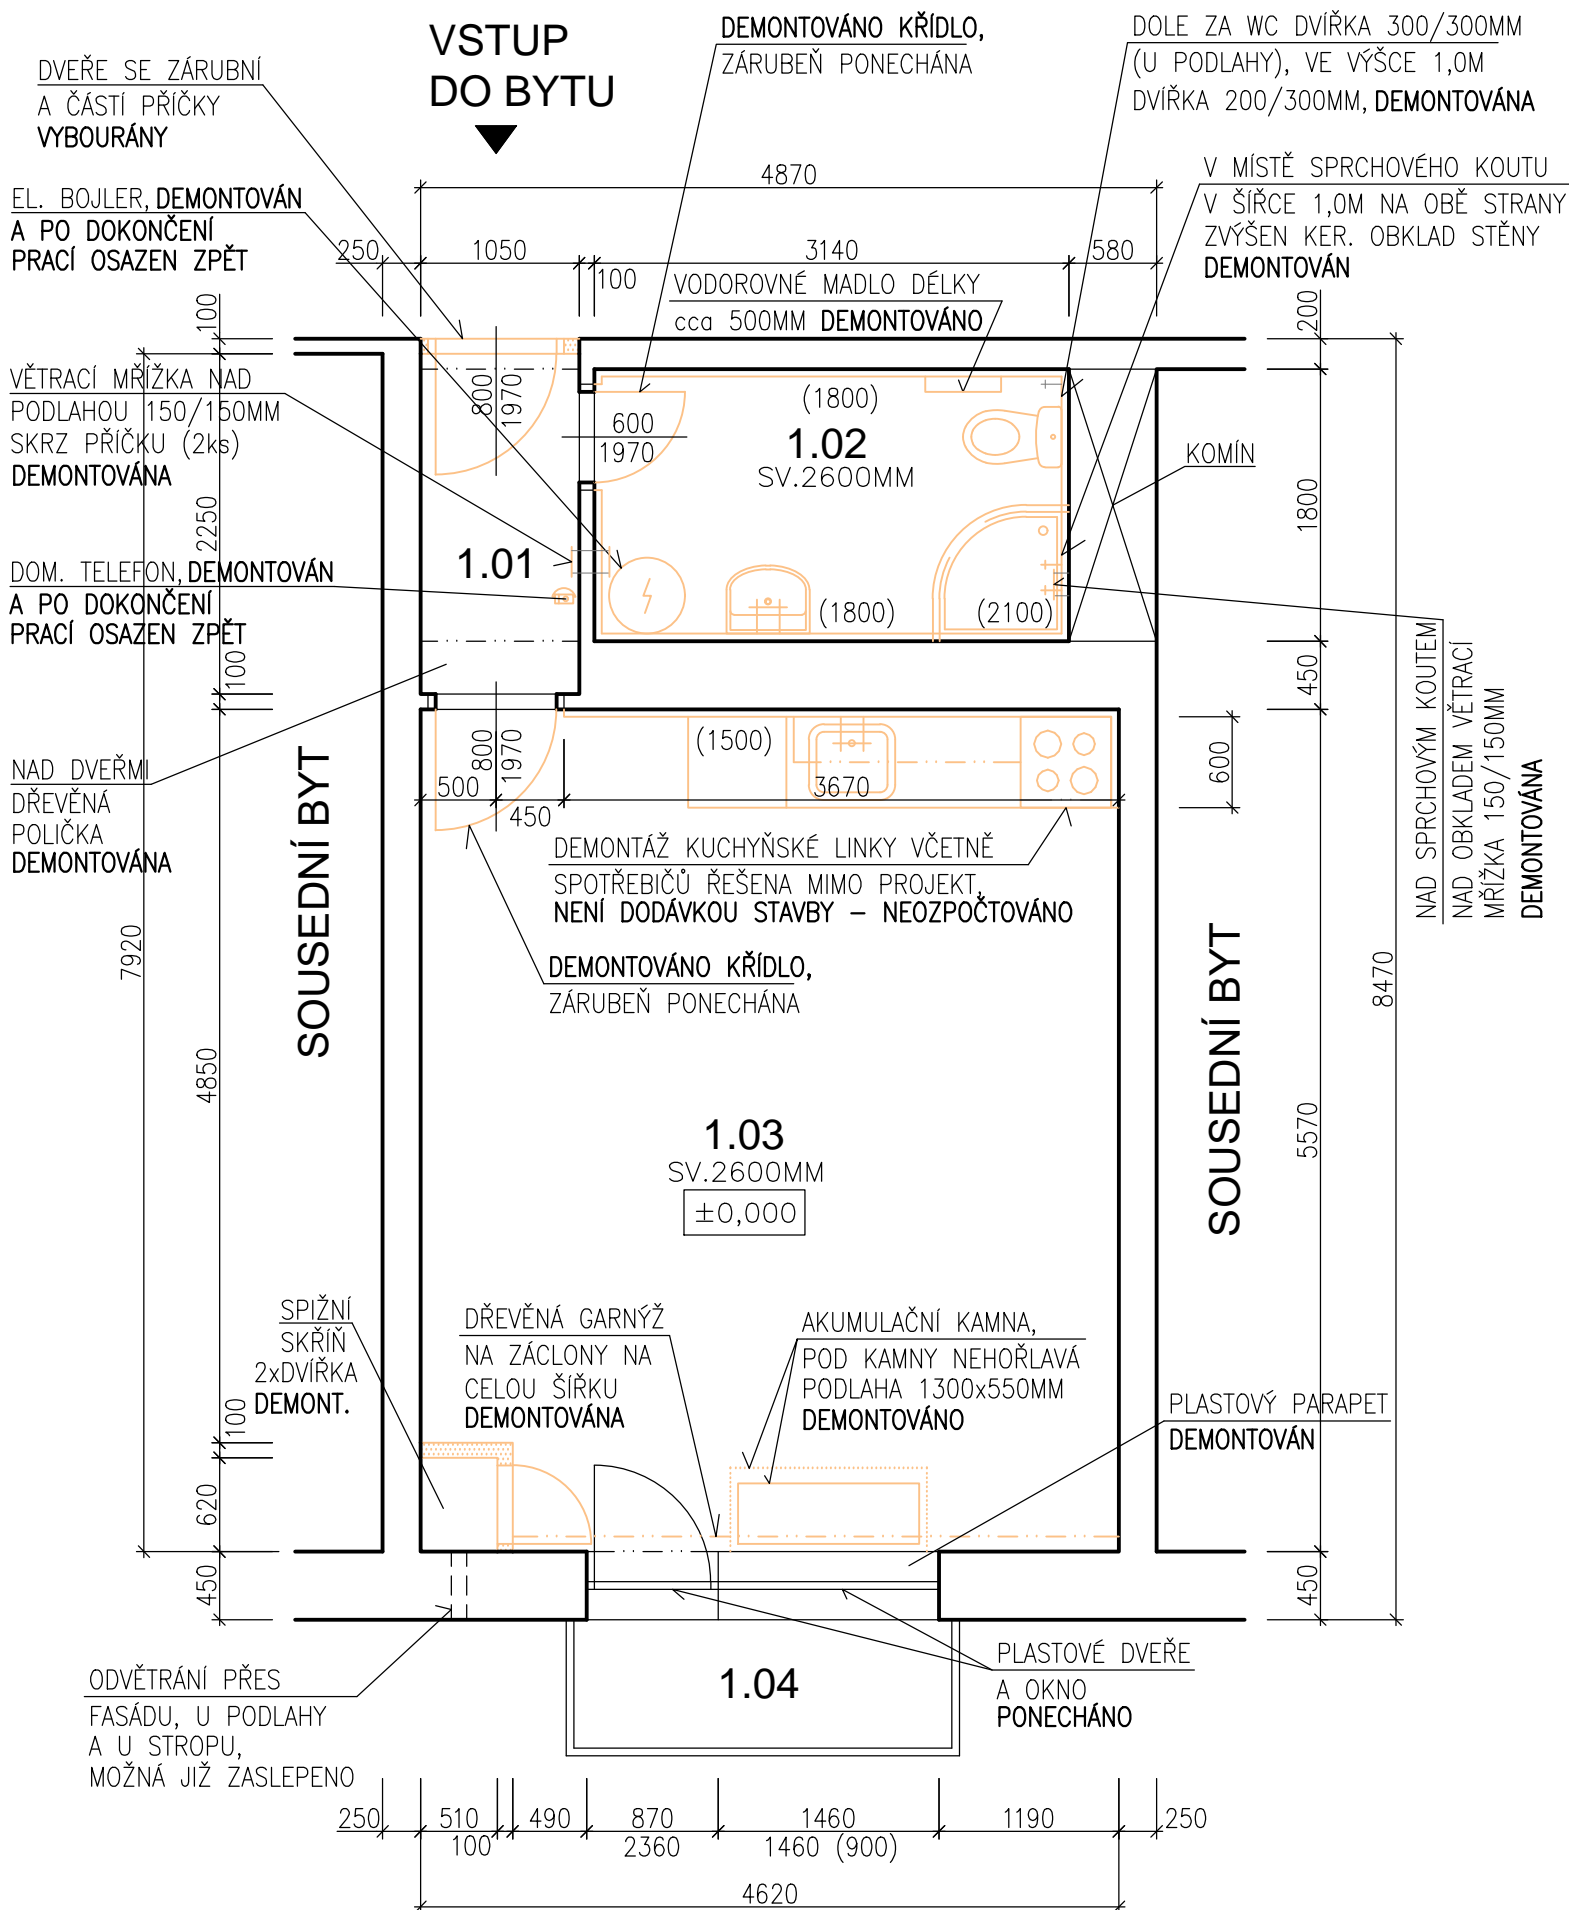 VSTUP
DO BYTU
DEMONTOVÁNO KŘÍDLO,
ZÁRUBEŇ PONECHÁNA
DOLE ZA WC DVÍŘKA 300/300MM
(U PODLAHY), VE VÝŠCE 1,0M
DVÍŘKA 200/300MM, DEMONTOVÁNA
DVEŘE SE ZÁRUBNÍ
A ČÁSTÍ PŘÍČKY
VYBOURÁNY
V MÍSTĚ SPRCHOVÉHO KOUTU
V ŠÍŘCE 1,0M NA OBĚ STRANY
ZVÝŠEN KER. OBKLAD STĚNY
DEMONTOVÁN
EL. BOJLER, DEMONTOVÁN
A PO DOKONČENÍ
PRACÍ OSAZEN ZPĚT
4870
250
1050
100
3140
580
VODOROVNÉ MADLO DÉLKY
cca 500MM DEMONTOVÁNO
100
200
VĚTRACÍ MŘÍŽKA NAD
PODLAHOU 150/150MM
SKRZ PŘÍČKU (2ks)
DEMONTOVÁNA
800
1970
600
1970
(1800)
1.02
SV.2600MM
KOMÍN
2250
1800
DOM. TELEFON, DEMONTOVÁN
A PO DOKONČENÍ
PRACÍ OSAZEN ZPĚT
1.01
(1800)
(2100)
100
450
NAD SPRCHOVÝM KOUTEM
NAD OBKLADEM VĚTRACÍ
MŘÍŽKA 150/150MM
DEMONTOVÁNA
NAD DVEŘMI
DŘEVĚNÁ
POLIČKA
DEMONTOVÁNA
800
1970
500
450
(1500)
3670
600
DEMONTÁŽ KUCHYŇSKÉ LINKY VČETNĚ
SPOTŘEBIČŮ ŘEŠENA MIMO PROJEKT,
NENÍ DODÁVKOU STAVBY – NEOZPOČTOVÁNO
DEMONTOVÁNO KŘÍDLO,
ZÁRUBEŇ PONECHÁNA
SOUSEDNÍ BYT
SOUSEDNÍ BYT
7920
4850
8470
5570
1.03
SV.2600MM
±0,000
SPIŽNÍ
SKŘÍŇ
2xDVÍŘKA
DEMONT.
DŘEVĚNÁ GARNÝŽ
NA ZÁCLONY NA
CELOU ŠÍŘKU
DEMONTOVÁNA
AKUMULAČNÍ KAMNA,
POD KAMNY NEHOŘLAVÁ
PODLAHA 1300x550MM
DEMONTOVÁNO
PLASTOVÝ PARAPET
DEMONTOVÁN
100
620
450
450
ODVĚTRÁNÍ PŘES
FASÁDU, U PODLAHY
A U STROPU,
MOŽNÁ JIŽ ZASLEPENO
1.04
PLASTOVÉ DVEŘE
A OKNO
PONECHÁNO
250
510
100
490
870
2360
1460
1460 (900)
1190
250
4620